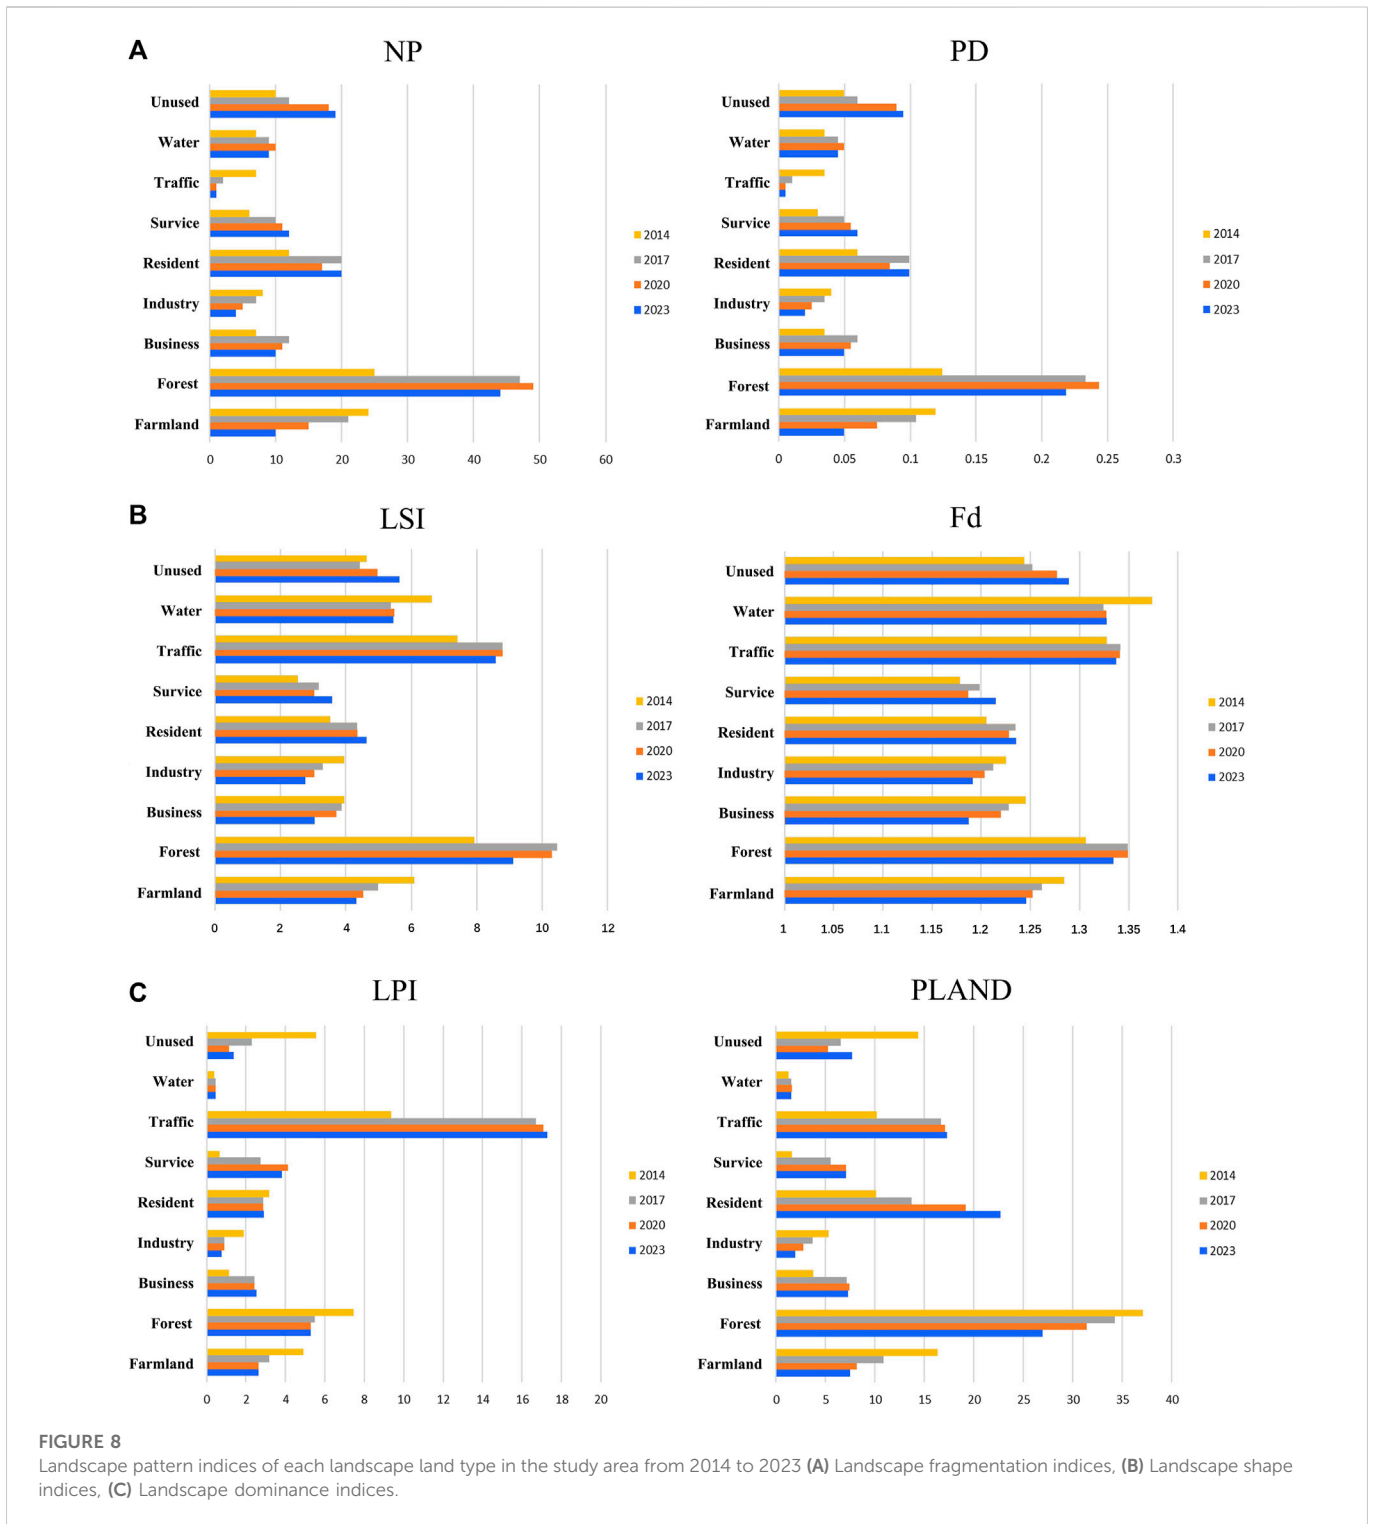 A
NP
PD
Unused
Water
Traffic
Survice
Resident
Industry
Business
Forest
Farmland
0 10 20 30 40 50 60
2014
2017
2020
2023
Unused
Water
Traffic
Survice
Resident
Industry
Business
Forest
Farmland
0 0.05 0.1 0.15 0.2 0.25 0.3
2014
2017
2020
2023
B
LSI
Fd
Unused
Water
Traffic
Survice
Resident
Industry
Business
Forest
Farmland
0 2 4 6 8 10 12
2014
2017
2020
2023
Unused
Water
Traffic
Survice
Resident
Industry
Business
Forest
Farmland
1 1.05 1.1 1.15 1.2 1.25 1.3 1.35 1.4
2014
2017
2020
2023
C
LPI
PLAND
Unused
Water
Traffic
Survice
Resident
Industry
Business
Forest
Farmland
0 2 4 6 8 10 12 14 16 18 20
2014
2017
2020
2023
Unused
Water
Traffic
Survice
Resident
Industry
Business
Forest
Farmland
0 5 10 15 20 25 30 35 40
2014
2017
2020
2023
FIGURE 8
Landscape pattern indices of each landscape land type in the study area from 2014 to 2023 (A) Landscape fragmentation indices, (B) Landscape shape
indices, (C) Landscape dominance indices.